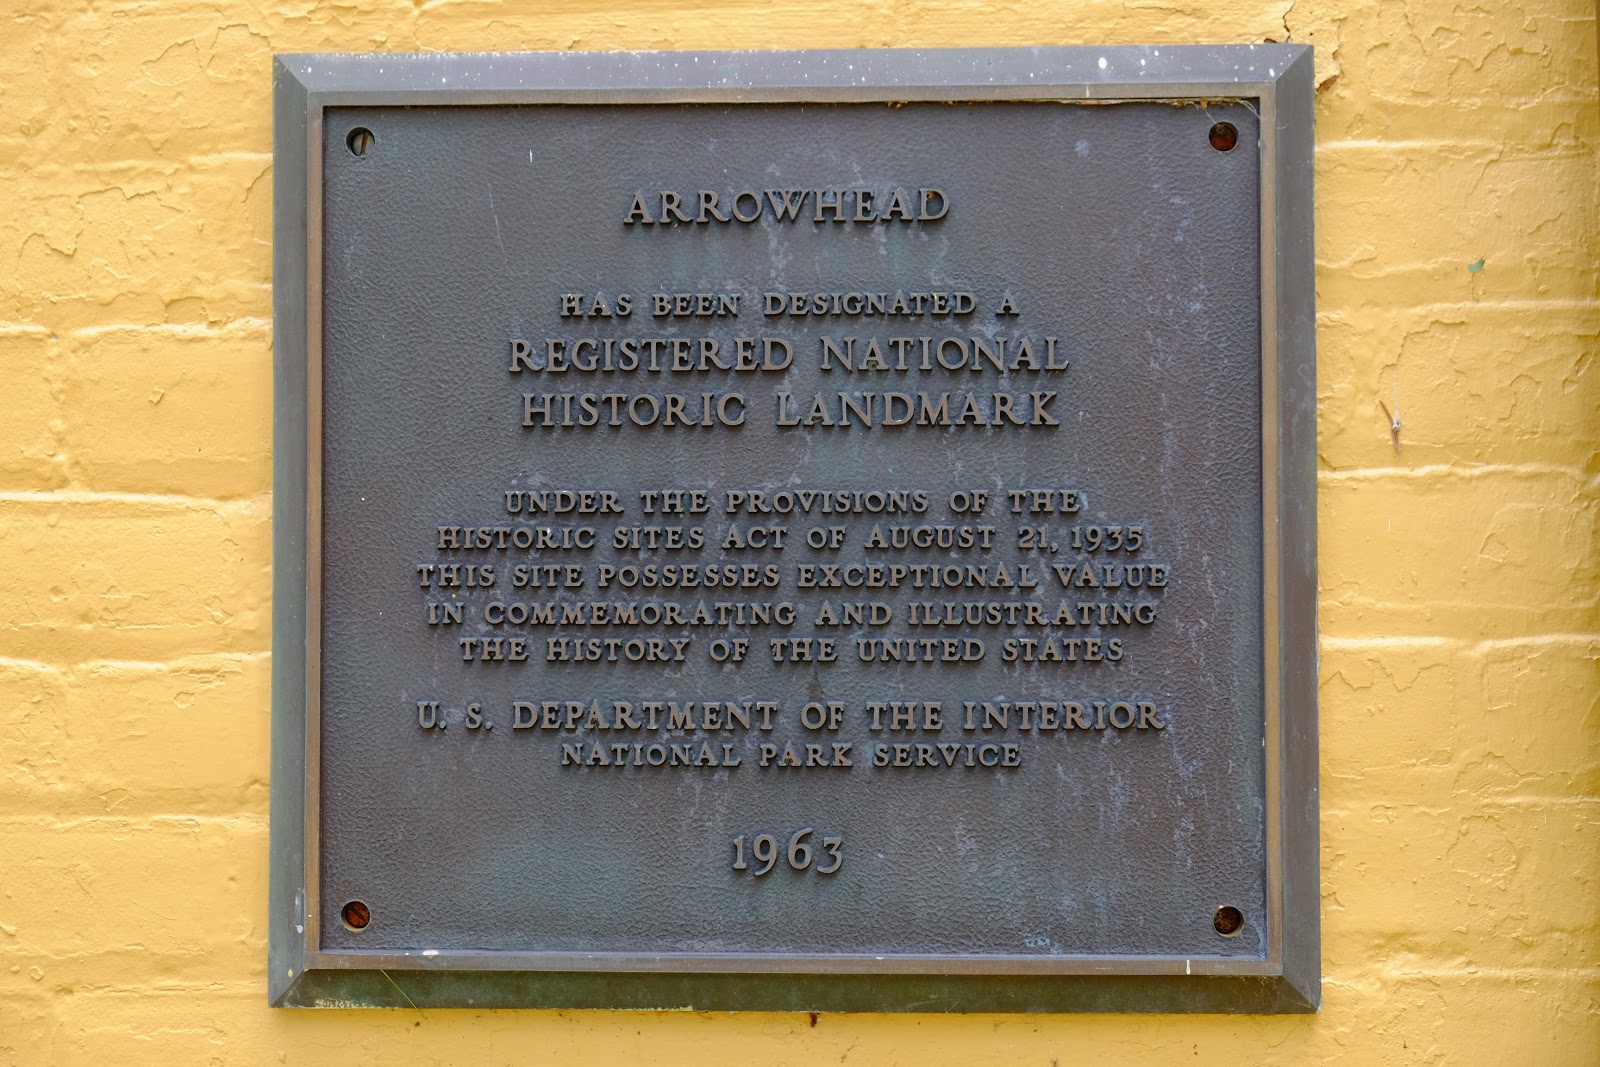 ARROWHEAD
HAS BEEN DESIGNATED A
REGISTERED NATIONAL
HISTORIC LANDMARK
UNDER THE PROVISIONS OF THE
HISTORIC SITES ACT OF AUGUST 21, 1935
THIS SITE POSSESSES EXCEPTIONAL VALUE
IN COMMEMORATING AND ILLUSTRATING
THE HISTORY OF THE UNITED STATES
U. S. DEPARTMENT OF THE INTERIOR
NATIONAL PARK SERVICE
1963